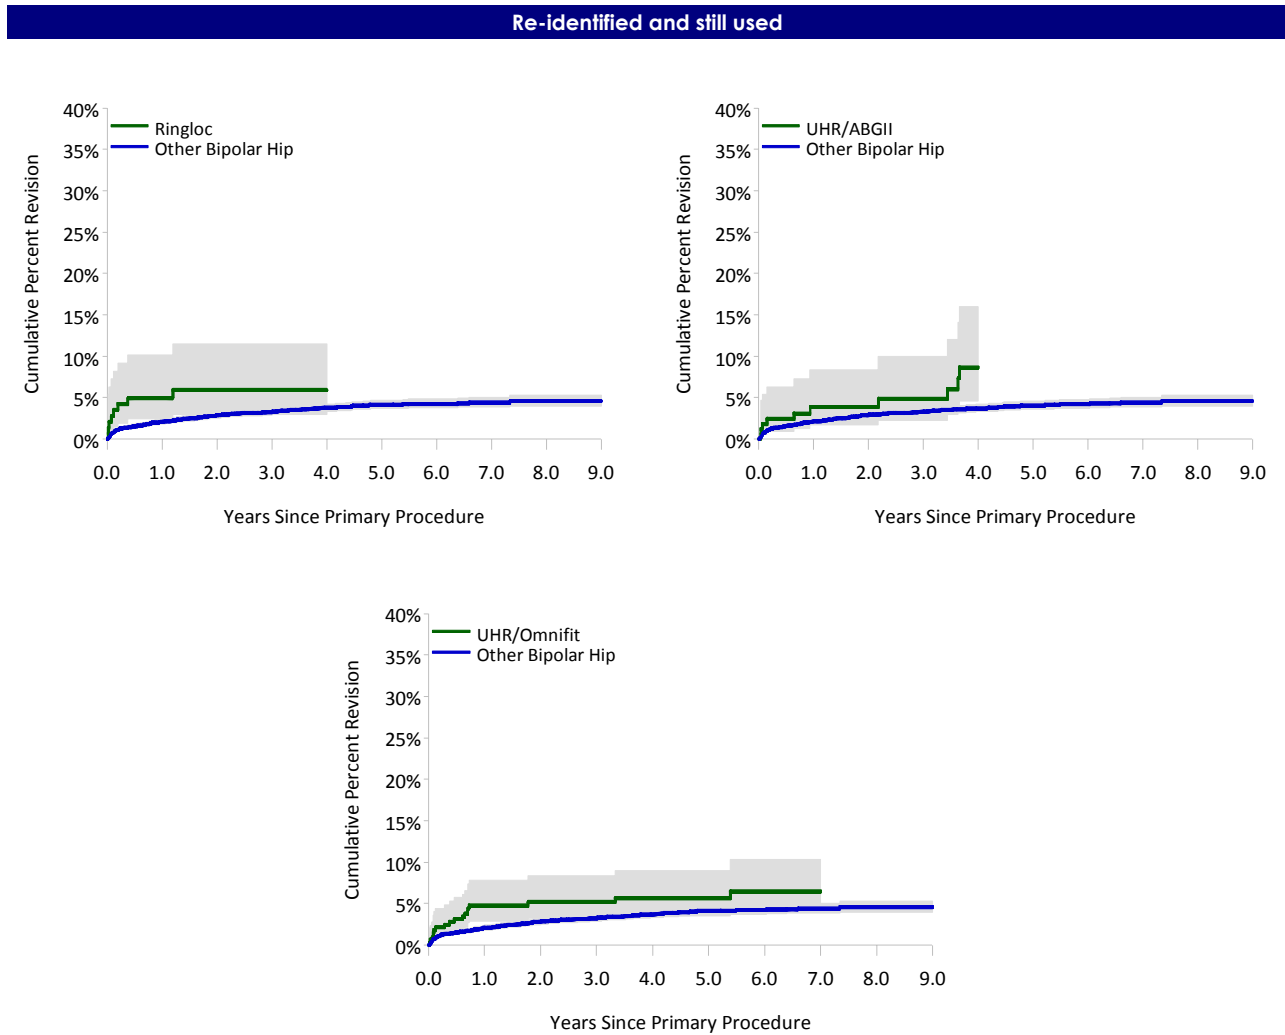 Re-identified and still used
Cumulative Percent Revision
40%
35%
30%
25%
20%
15%
10%
5%
0%
Ringloc
Other Bipolar Hip
0.0 1.0 2.0 3.0 4.0 5.0 6.0 7.0 8.0 9.0
Years Since Primary Procedure
Cumulative Percent Revision
40%
35%
30%
25%
20%
15%
10%
5%
0%
UHR/ABGII
Other Bipolar Hip
0.0 1.0 2.0 3.0 4.0 5.0 6.0 7.0 8.0 9.0
Years Since Primary Procedure
Cumulative Percent Revision
40%
35%
30%
25%
20%
15%
10%
5%
0%
UHR/Omnifit
Other Bipolar Hip
0.0 1.0 2.0 3.0 4.0 5.0 6.0 7.0 8.0 9.0
Years Since Primary Procedure